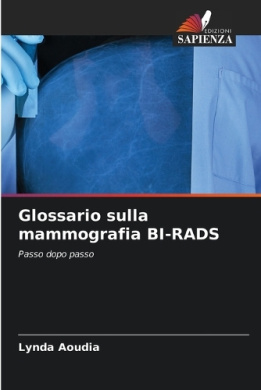 EDIZIONI
SAPIENZA
Glossario sulla
mammografia BI-RADS
Passo dopo passo
Lynda Aoudia